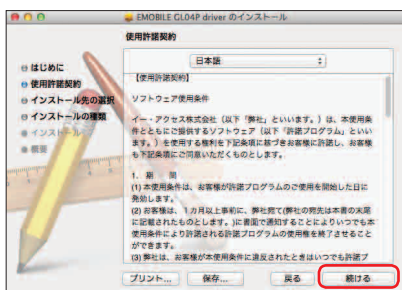 EMOBILE GL04P driver のインストール
使用許諾契約
日本語
はじめに
使用許諾契約
インストール先の選択
インストールの種類
インストール
概要
【使用許諾契約】
ソフトウェア使用条件
イー・アクセス株式会社（以下「弊社」といいます。）は、本使用条
件とともにご提供するソフトウェア（以下「許諾プログラム」といい
ます。）を使用する権利を下記条項に基づきお客様に許諾し、お客様
も下記条項にご同意いただくものとします。
1. 期　　間
(1) 本使用条件は、お客様が許諾プログラムのご使用を開始した日に
発効します。
(2) お客様は、1カ月以上事前に、弊社宛て(弊社の宛先は本書の末尾
に記載されたものとします。)に書面で通知することによりいつでも本
使用条件により許諾される許諾プログラムの使用権を終了させること
ができます。
(3) 弊社は、お客様が本使用条件に違反されたときはいつでも許諾プ
プリント...
保存...
戻る
続ける